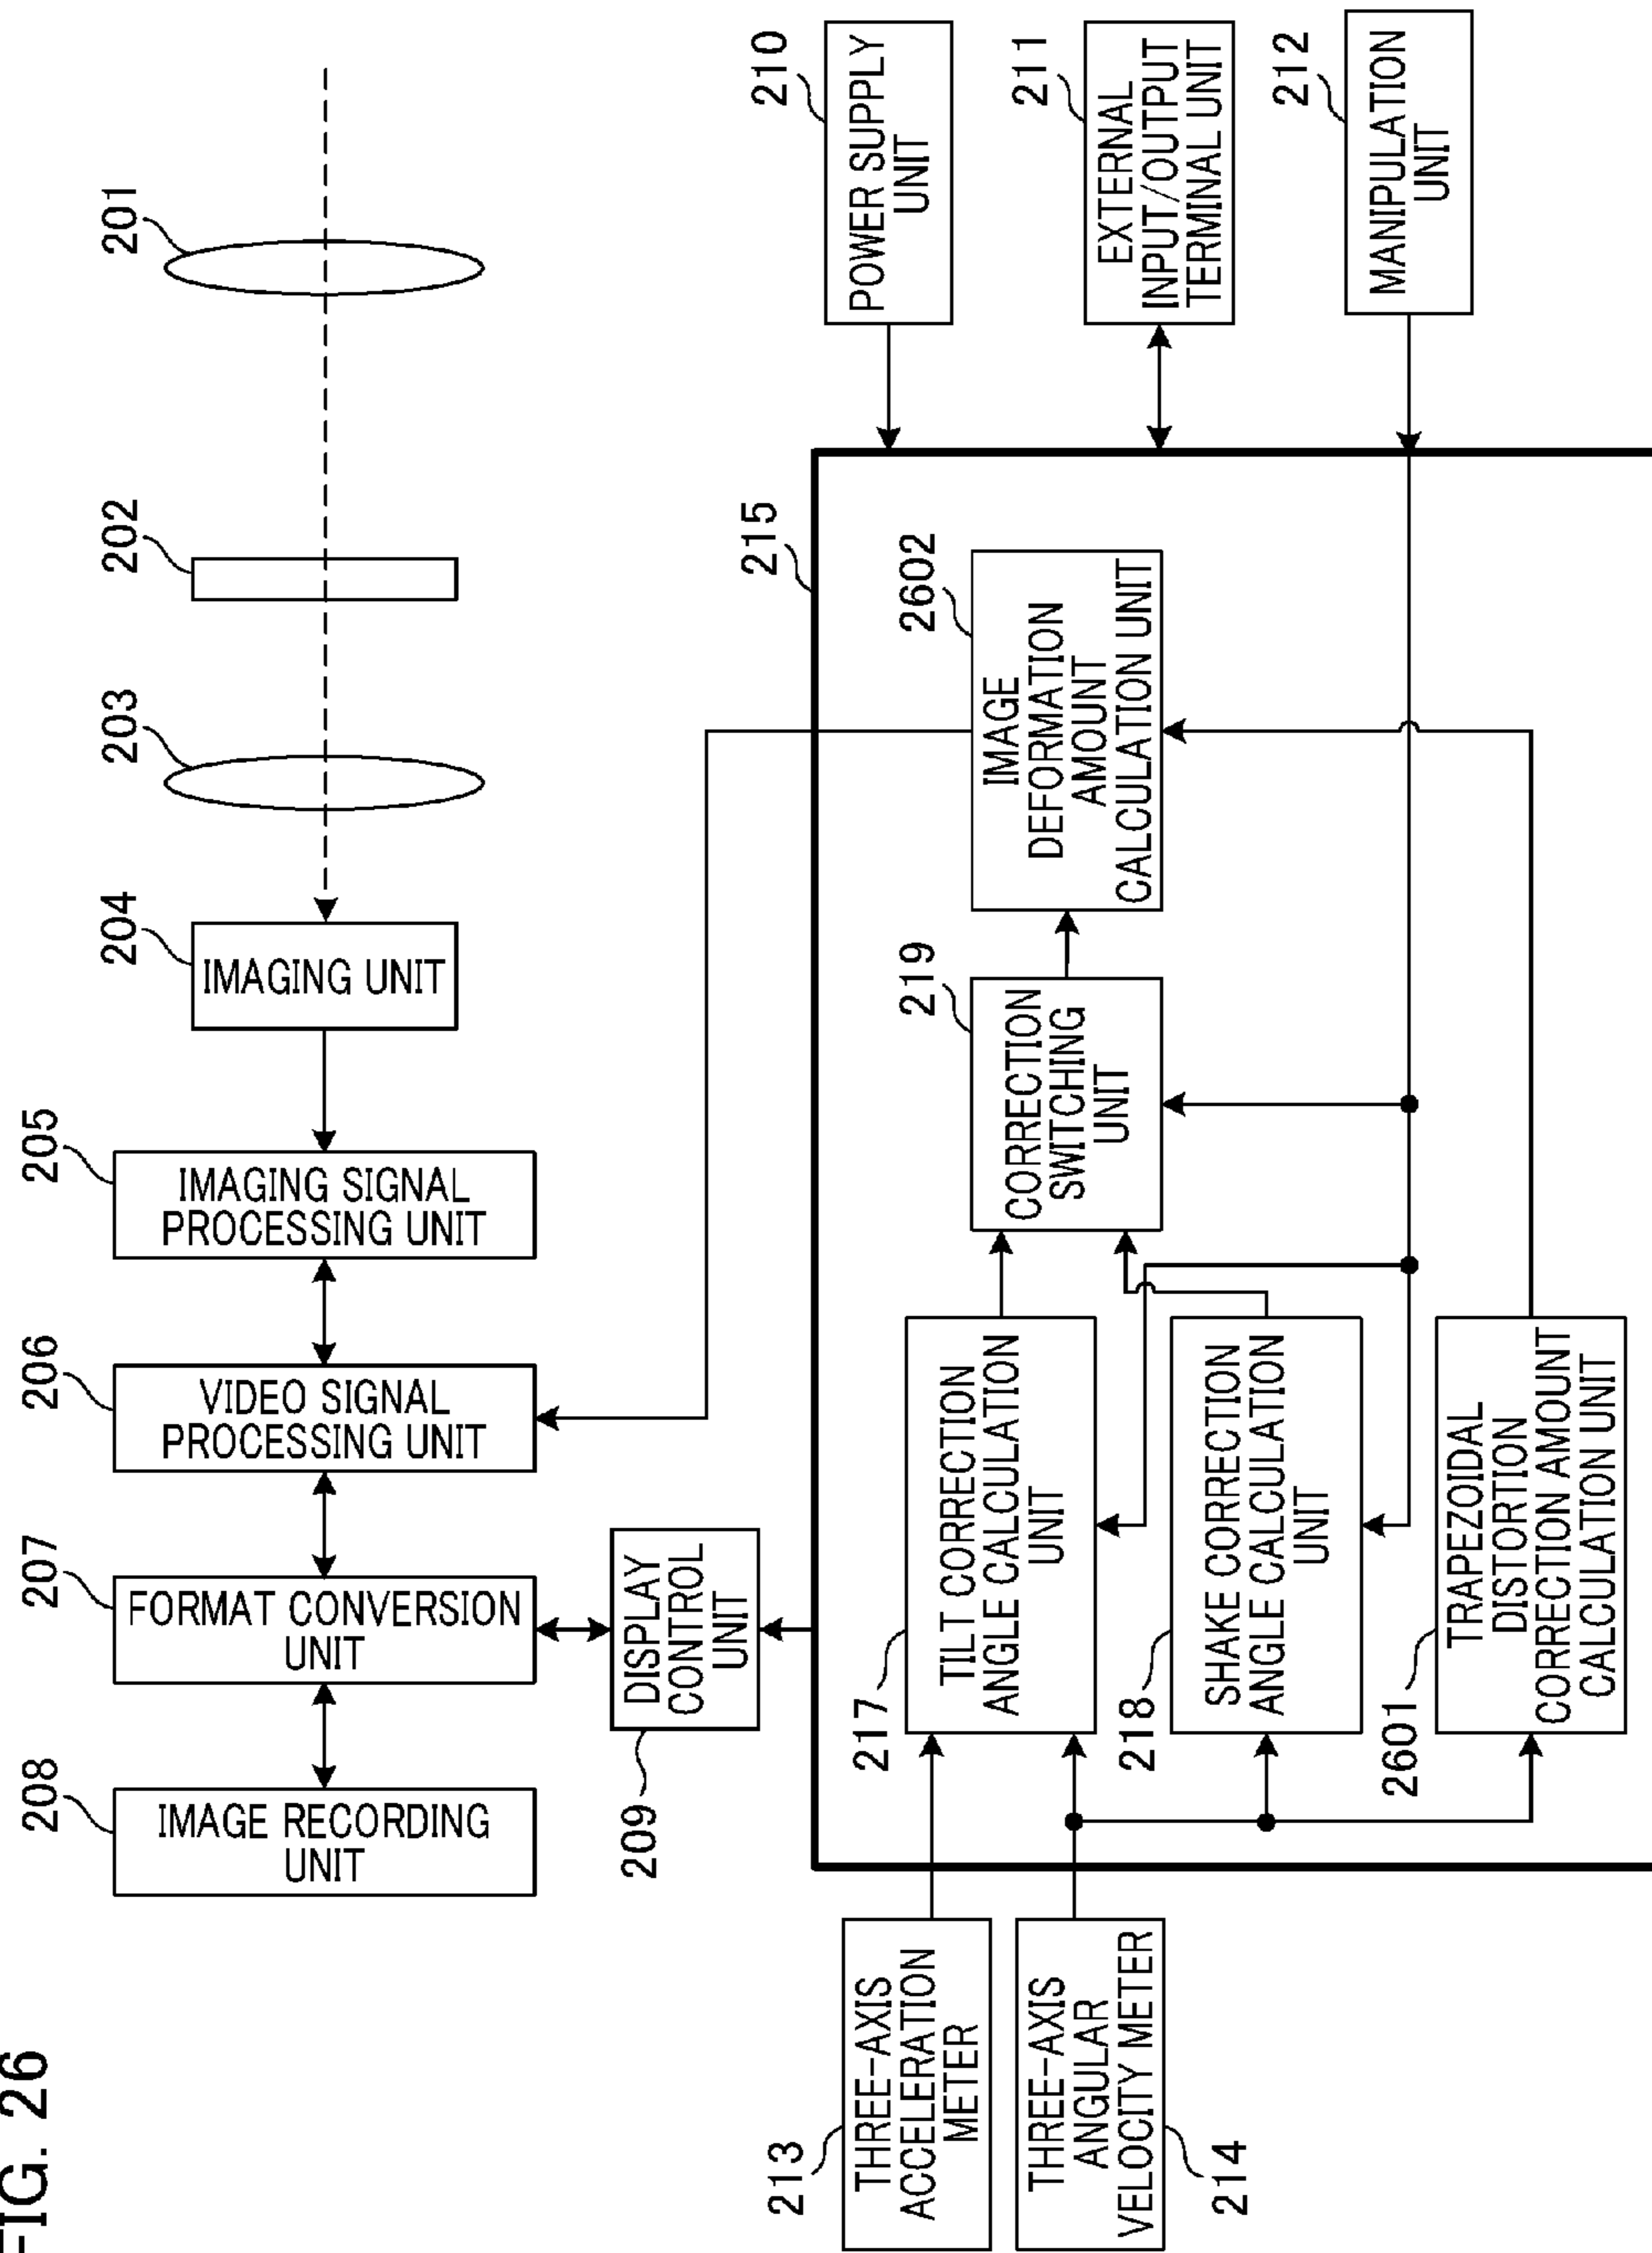 FIG. 26
201
202
203
204
IMAGING UNIT
205
IMAGING SIGNAL
PROCESSING UNIT
206
VIDEO SIGNAL
PROCESSING UNIT
207
FORMAT CONVERSION
UNIT
208
IMAGE RECORDING
UNIT
209
DISPLAY
CONTROL
UNIT
210
POWER SUPPLY
UNIT
211
EXTERNAL
INPUT/OUTPUT
TERMINAL UNIT
212
MANIPULATION
UNIT
213
THREE-AXIS
ACCELERATION
METER
THREE-AXIS
ANGULAR
VELOCITY METER
214
215
217
TILT CORRECTION
ANGLE CALCULATION
UNIT
218
SHAKE CORRECTION
ANGLE CALCULATION
UNIT
219
CORRECTION
SWITCHING
UNIT
2601
TRAPEZOIDAL
DISTORTION
CORRECTION AMOUNT
CALCULATION UNIT
2602
IMAGE
DEFORMATION
AMOUNT
CALCULATION UNIT